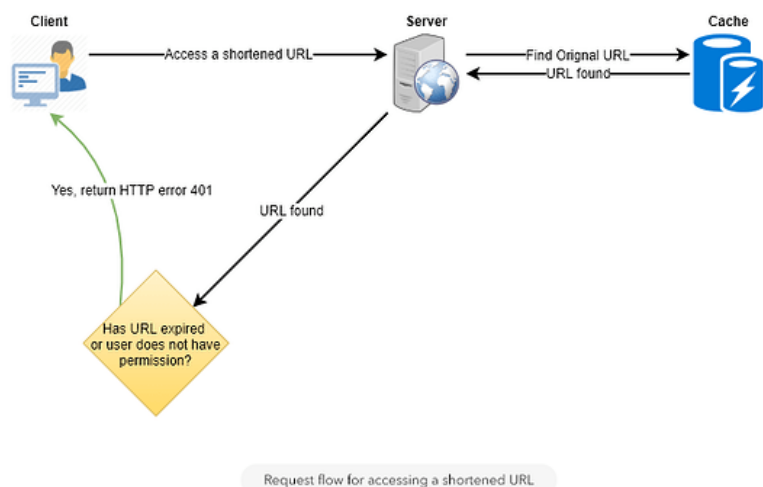 Client
Server
Cache
Access a shortened URL
Find Orignal URL
URL found
Yes, return HTTP error 401
URL found
Has URL expired
or user does not have
permission?
Request flow for accessing a shortened URL